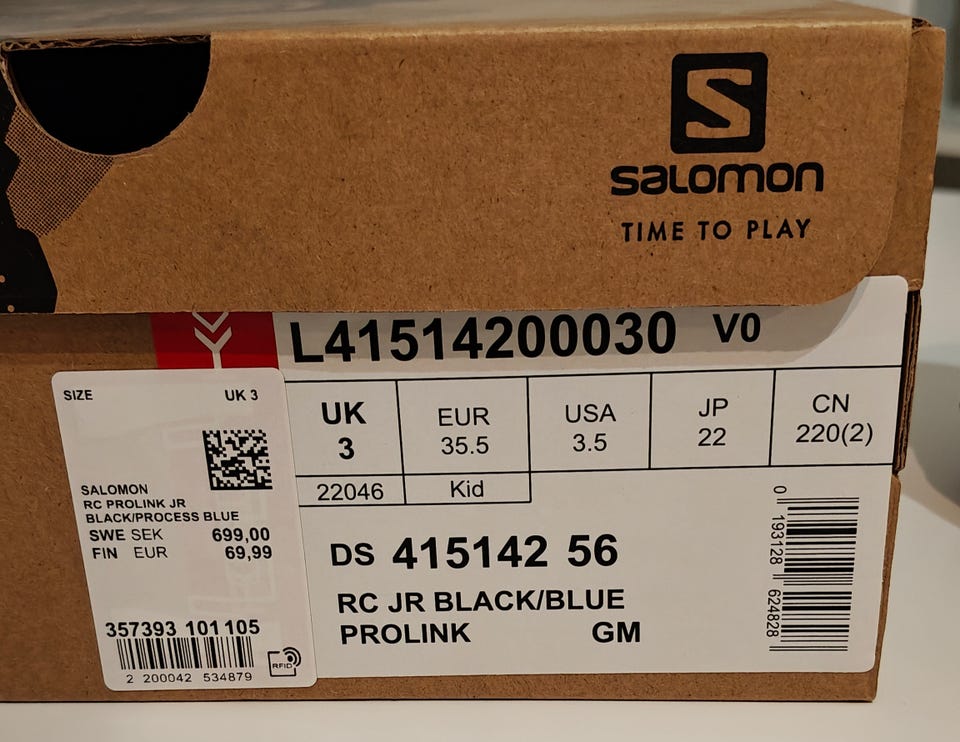 SALOMON
TIME TO PLAY
L41514200030 V0
UK EUR USA JP CN
3 35.5 3.5 22 220(2)
22046 Kid
DS 415142 56
RC JR BLACK/BLUE
PROLINK GM
0 193128 624828
SIZE UK 3
SALOMON
RC PROLINK JR
BLACK/PROCESS BLUE
SWE SEK 699,00
FIN EUR 69,99
357393 101 105
2 200042 534879
RFID